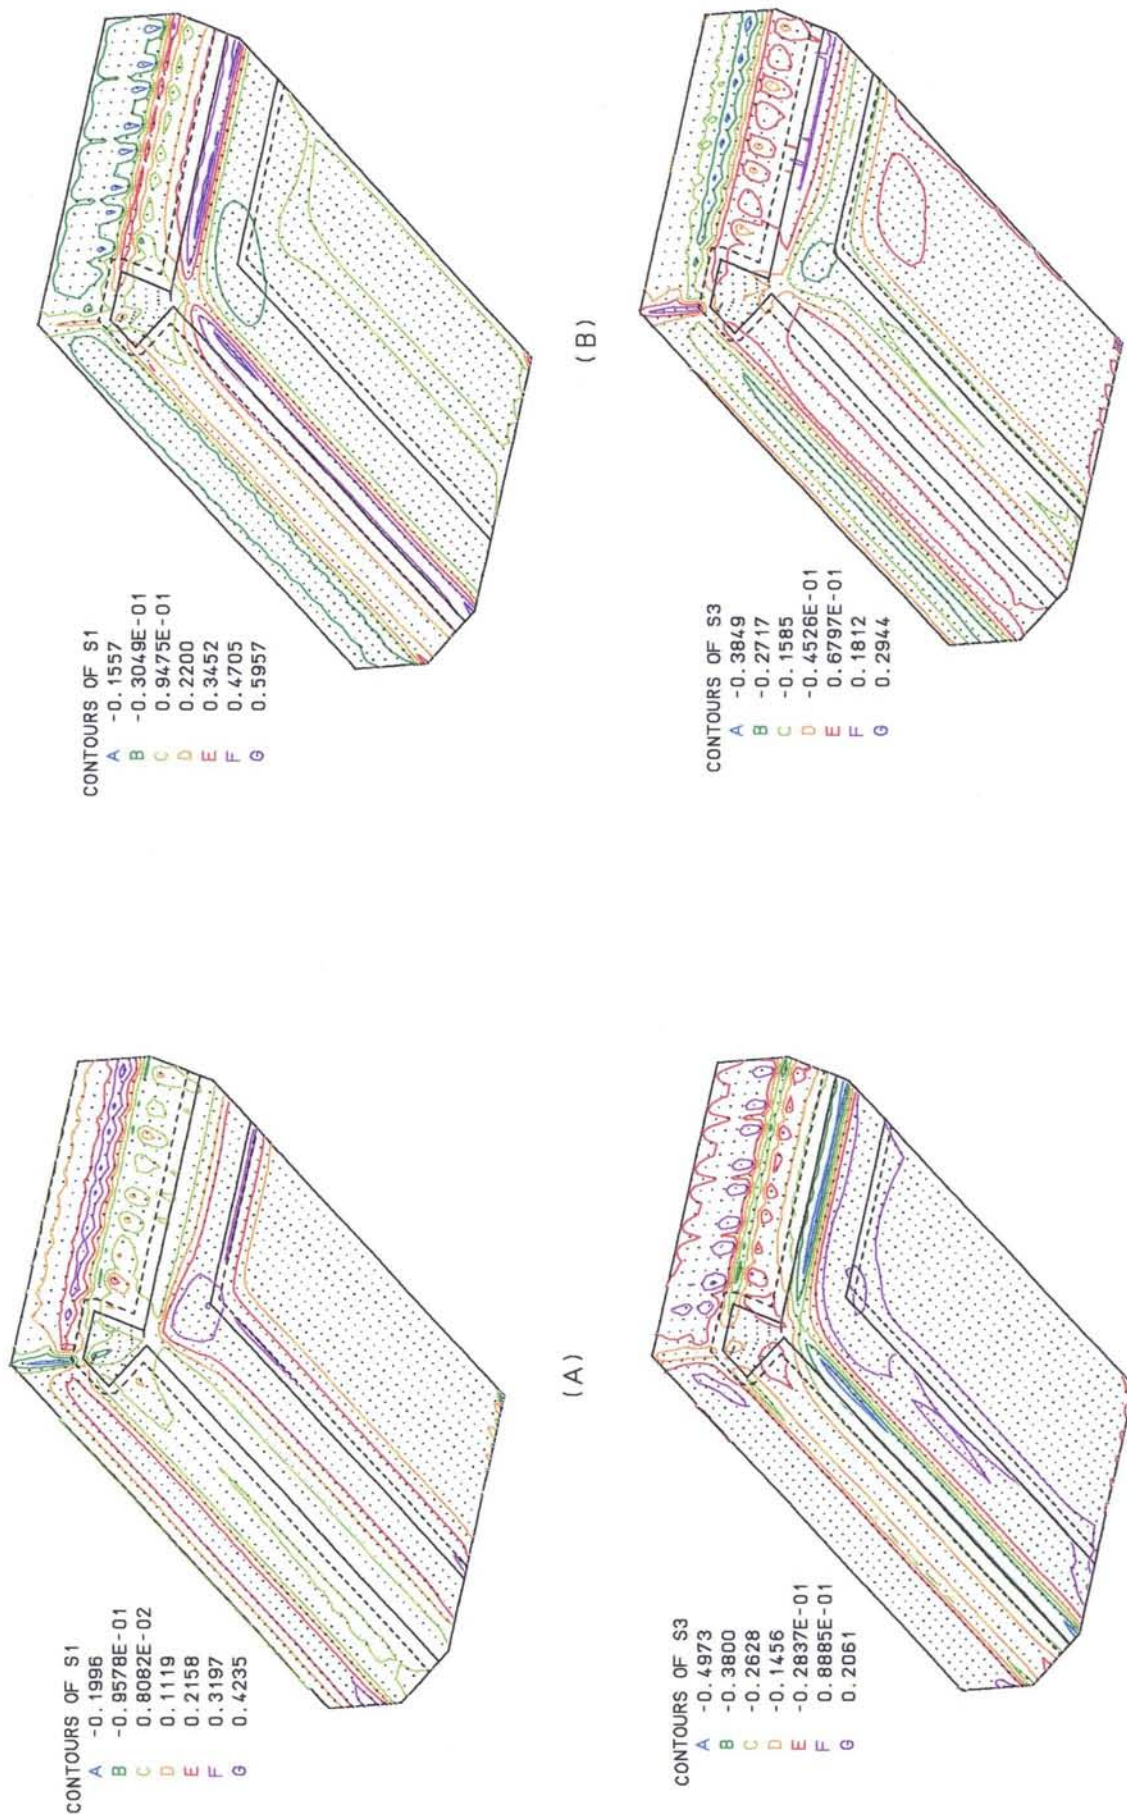 CONTOURS OF S1
A -0.1996
B -0.9578E-01
C 0.8082E-02
D 0.1119
E 0.2158
F 0.3197
G 0.4235
CONTOURS OF S3
A -0.4973
B -0.3800
C -0.2628
D -0.1456
E -0.2837E-01
F 0.8885E-01
G 0.2061
(A)
CONTOURS OF S1
A -0.1557
B -0.3049E-01
C 0.9475E-01
D 0.2200
E 0.3452
F 0.4705
G 0.5957
CONTOURS OF S3
A -0.3849
B -0.2717
C -0.1585
D -0.4526E-01
E 0.6797E-01
F 0.1812
G 0.2944
(B)